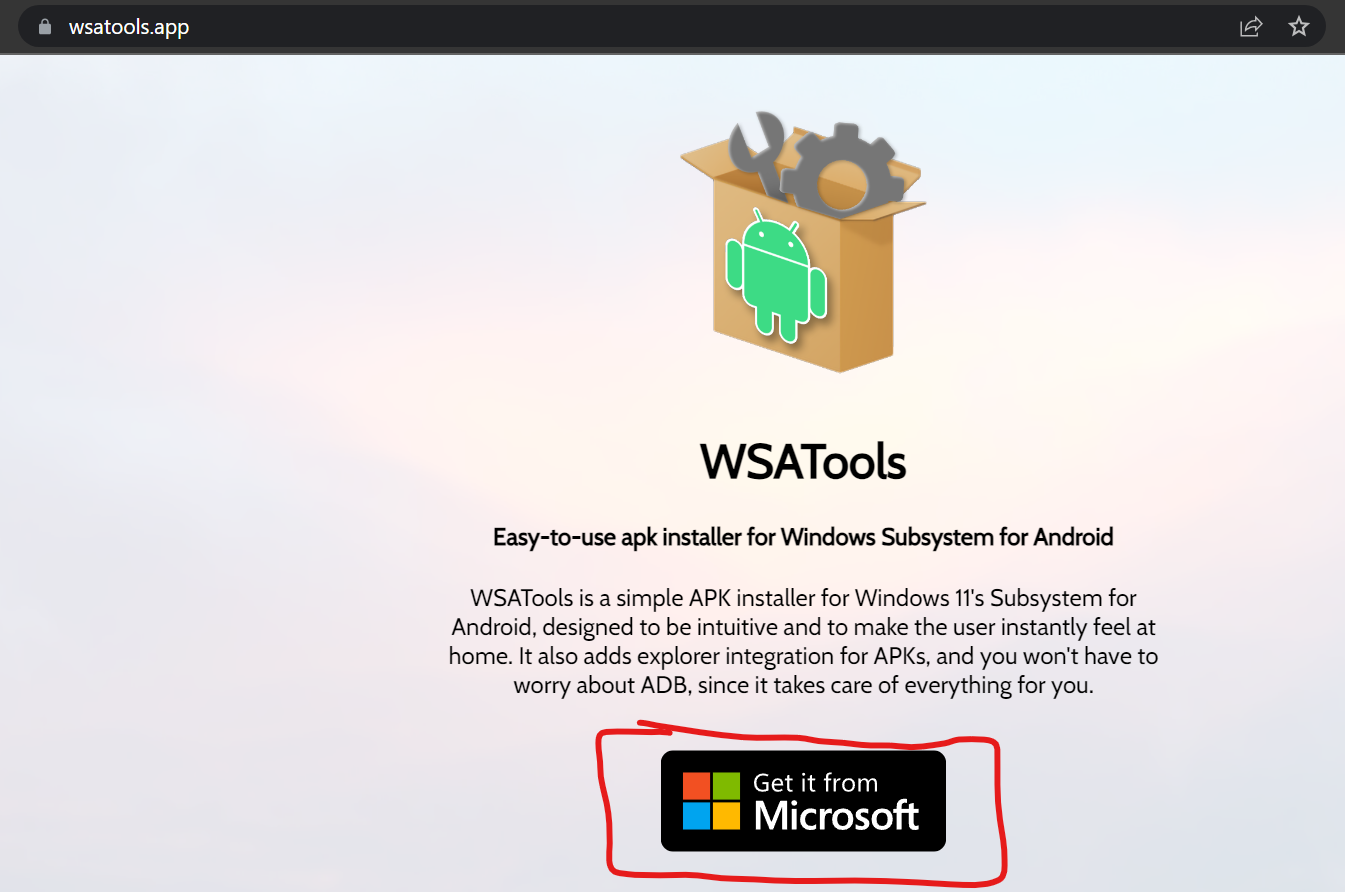 wsatools.app
WSATools
Easy-to-use apk installer for Windows Subsystem for Android
WSATools is a simple APK installer for Windows 11's Subsystem for
Android, designed to be intuitive and to make the user instantly feel at
home. It also adds explorer integration for APKs, and you won't have to
worry about ADB, since it takes care of everything for you.
Get it from
Microsoft